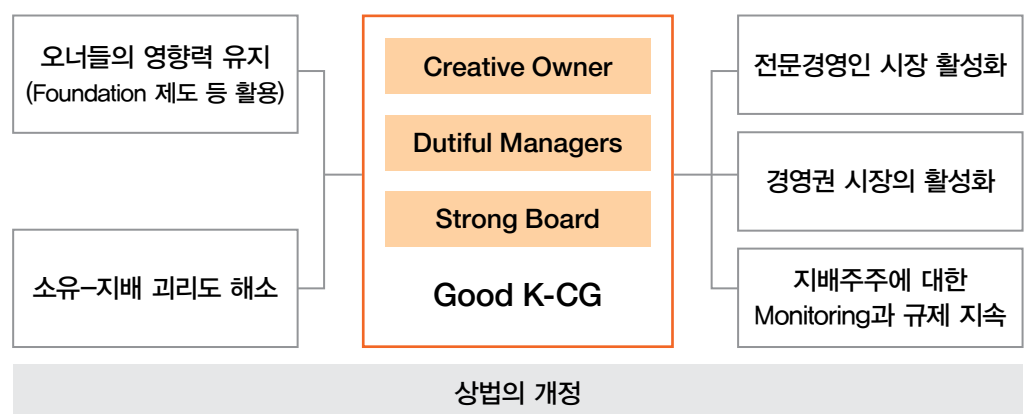 오너들의 영향력 유지
(Foundation 제도 등 활용)
소유-지배 괴리도 해소
Creative Owner
Dutiful Managers
Strong Board
Good K-CG
전문경영인 시장 활성화
경영권 시장의 활성화
지배주주에 대한
Monitoring과 규제 지속
상법의 개정